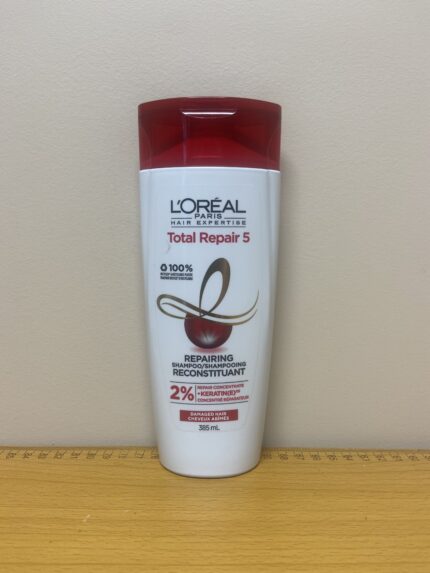 L'ORÉAL
PARIS
HAIR EXPERTISE
Total Repair 5
100%
REPAIRING
SHAMPOO/SHAMPOOING
RECONSTITUANT
2%
REPAIR CONCENTRATE
+KERATIN(E)
CONCENTRÉ RÉPARATEUR
DAMAGED HAIR
CHEVEUX ABÎMÉS
385 mL